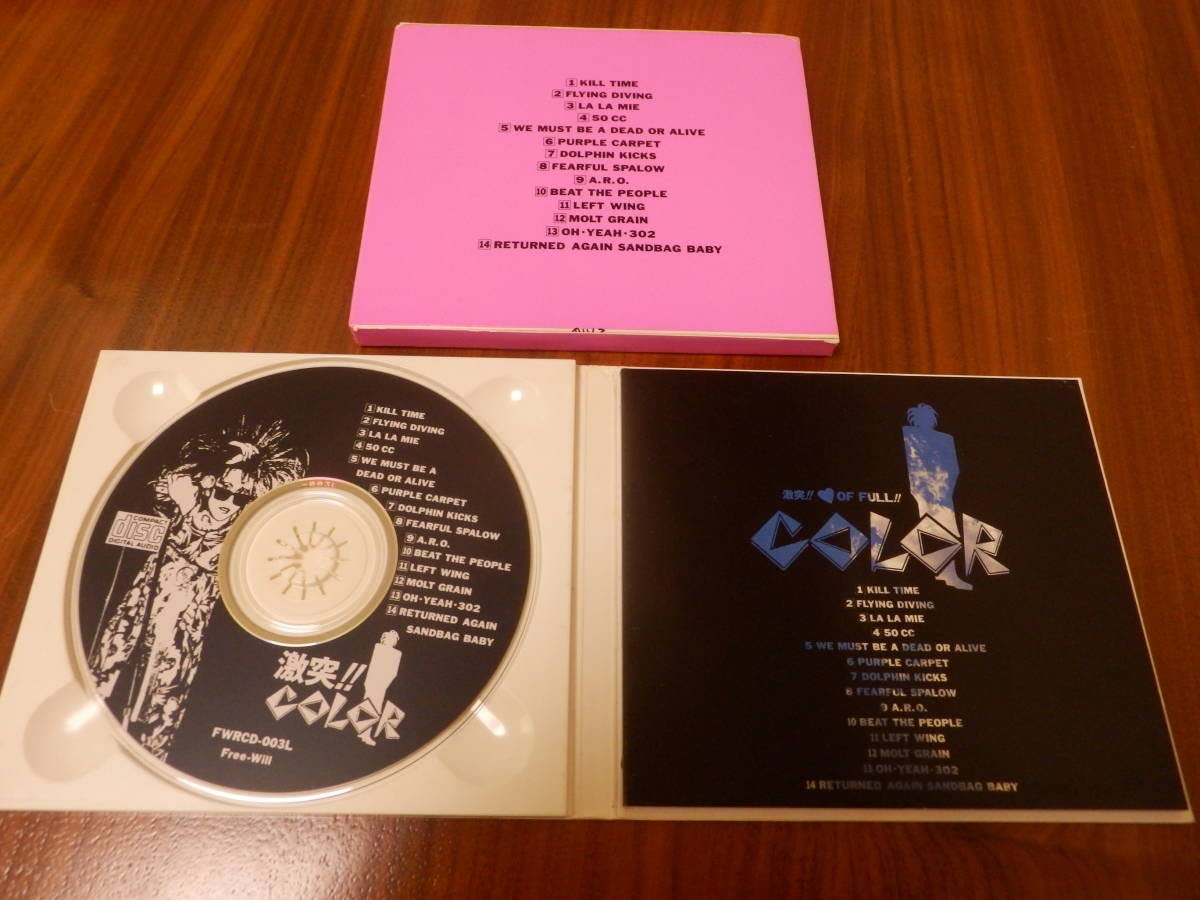 1 KILL TIME
2 FLYING DIVING
3 LA LA MIE
4 50 CC
5 WE MUST BE A DEAD OR ALIVE
6 PURPLE CARPET
7 DOLPHIN KICKS
8 FEARFUL SPALOW
9 A.R.O.
10 BEAT THE PEOPLE
11 LEFT WING
12 MOLT GRAIN
13 OH・YEAH・302
14 RETURNED AGAIN SANDBAG BABY
1 KILL TIME
2 FLYING DIVING
3 LA LA MIE
4 50 CC
5 WE MUST BE A
DEAD OR ALIVE
6 PURPLE CARPET
7 DOLPHIN KICKS
8 FEARFUL SPALOW
9 A.R.O.
10 BEAT THE PEOPLE
11 LEFT WING
12 MOLT GRAIN
13 OH・YEAH・302
14 RETURNED AGAIN
SANDBAG BABY
COMPACT
disc
DIGITAL AUDIO
激突!!
COLOR
FWRCD-003L
Free-Will
激突!! ♥OF FULL!!
COLOR
1 KILL TIME
2 FLYING DIVING
3 LA LA MIE
4 50 CC
5 WE MUST BE A DEAD OR ALIVE
6 PURPLE CARPET
7 DOLPHIN KICKS
8 FEARFUL SPALOW
9 A.R.O.
10 BEAT THE PEOPLE
11 LEFT WING
12 MOLT GRAIN
13 OH・YEAH・302
14 RETURNED AGAIN SANDBAG BABY